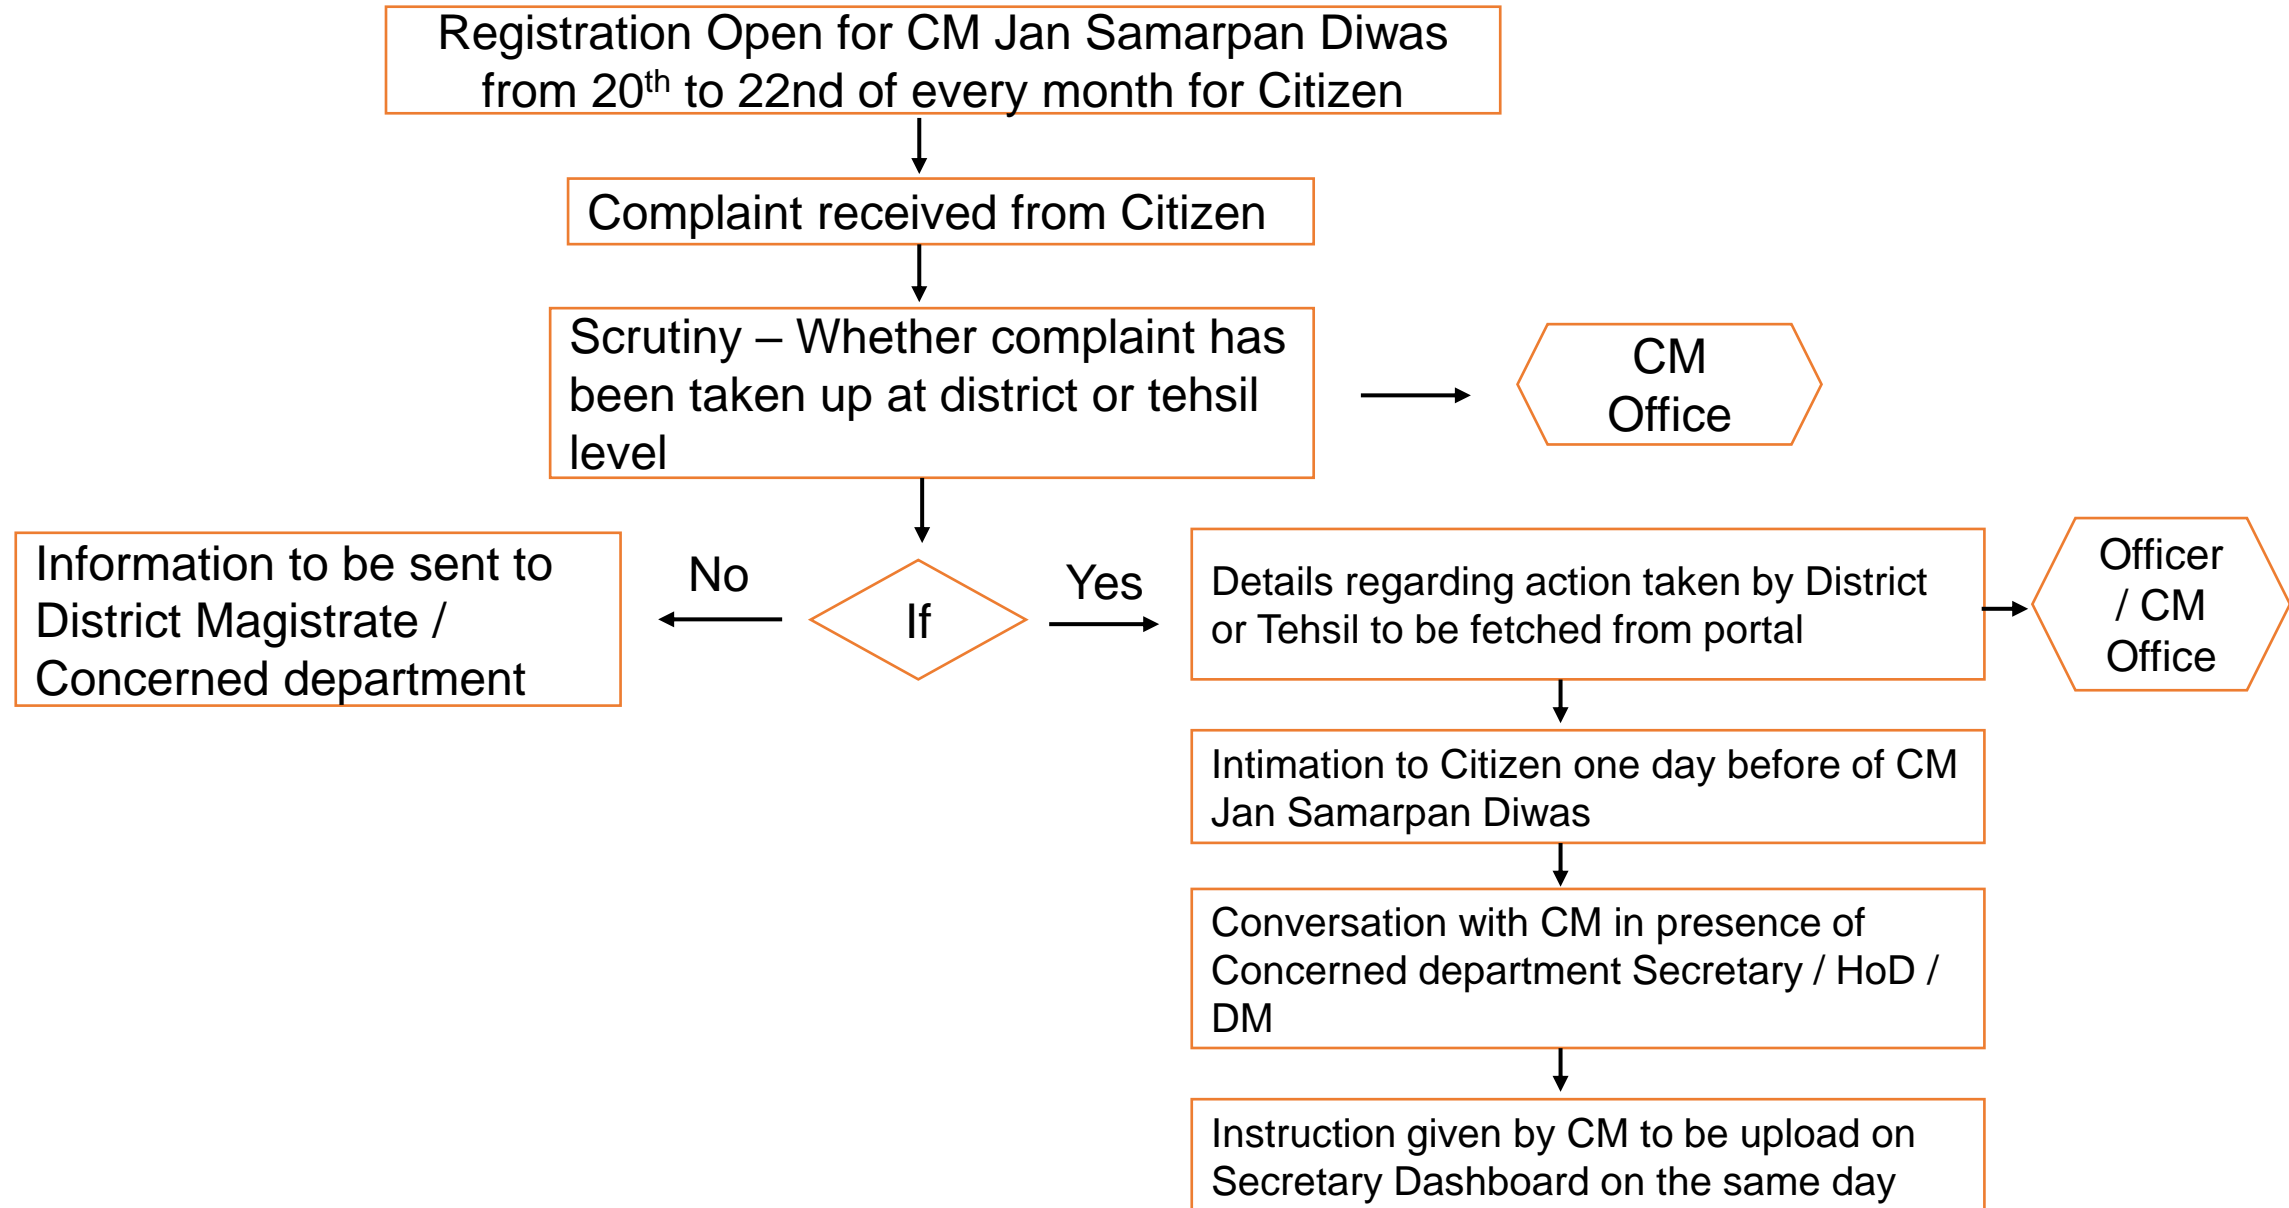 Registration Open for CM Jan Samarpan Diwas
from 20th to 22nd of every month for Citizen
Complaint received from Citizen
Scrutiny – Whether complaint has
been taken up at district or tehsil
level
CM
Office
Information to be sent to
District Magistrate /
Concerned department
No
If
Yes
Details regarding action taken by District
or Tehsil to be fetched from portal
Officer
/ CM
Office
Intimation to Citizen one day before of CM
Jan Samarpan Diwas
Conversation with CM in presence of
Concerned department Secretary / HoD /
DM
Instruction given by CM to be upload on
Secretary Dashboard on the same day